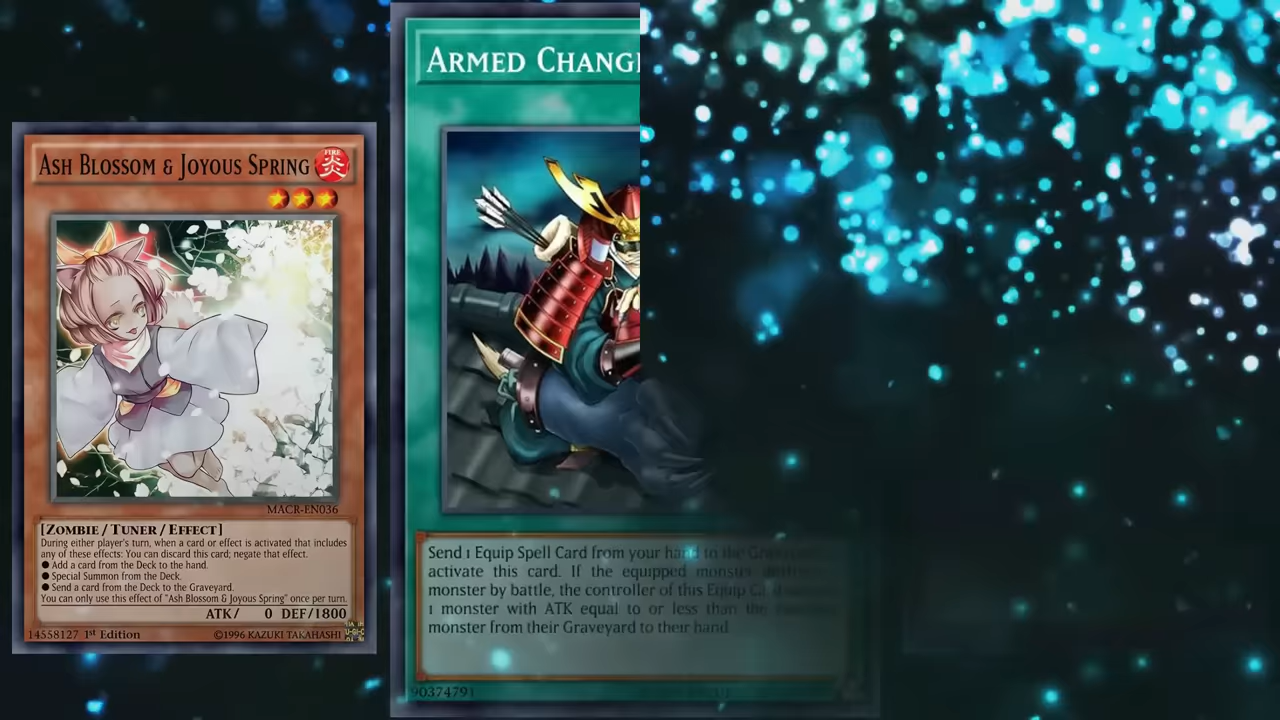 ASH BLOSSOM & JOYOUS SPRING
FIRE
炎
MACR-EN036
[ZOMBIE / TUNER / EFFECT]
During either player's turn, when a card or effect is activated that includes
any of these effects: You can discard this card; negate that effect.
● Add a card from the Deck to the hand.
● Special Summon from the Deck.
● Send a card from the Deck to the Graveyard.
You can only use this effect of "Ash Blossom & Joyous Spring" once per turn.
ATK/ 0 DEF/1800
14558127 1st Edition ©1996 KAZUKI TAKAHASHI
ARMED CHANG
Send 1 Equip Spell Card from your hand to the
activate this card. If the equipped monster
monster by battle, the controller of this Equip
1 monster with ATK equal to or less than the
monster from their Graveyard to their hand.
90374791